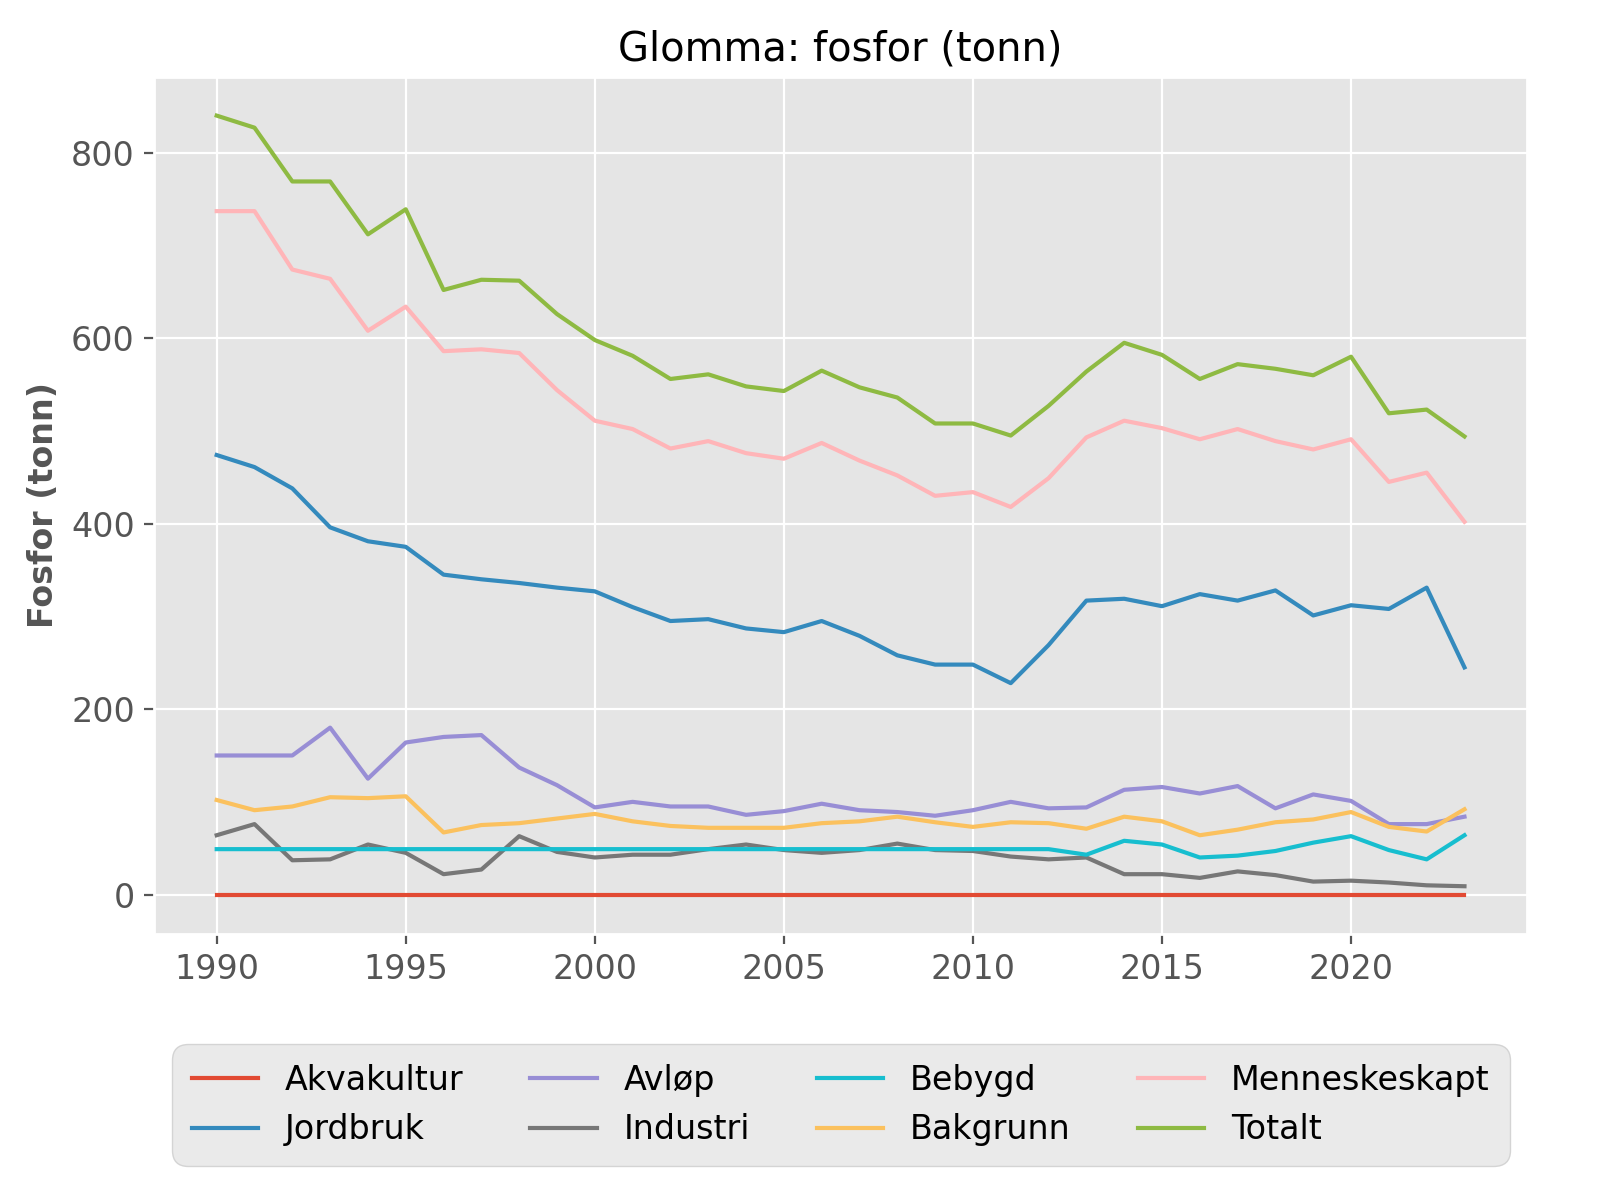 Glomma: fosfor (tonn)
Fosfor (tonn)
800
600
400
200
0
1990 1995 2000 2005 2010 2015 2020
Akvakultur Avløp Bebygd Menneskeskapt
Jordbruk Industri Bakgrunn Totalt